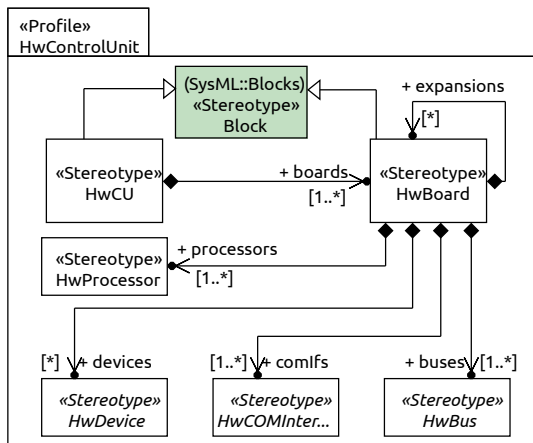 «Profile»
HwControlUnit
(SysML::Blocks)
«Stereotype»
Block
+ expansions
[*]
«Stereotype»
HwCU
+ boards
[1..*]
«Stereotype»
HwBoard
«Stereotype»
HwProcessor
+ processors
[1..*]
[*] + devices
[1..*] + comIfs
+ buses [1..*]
«Stereotype»
HwDevice
«Stereotype»
HwCOMInter...
«Stereotype»
HwBus